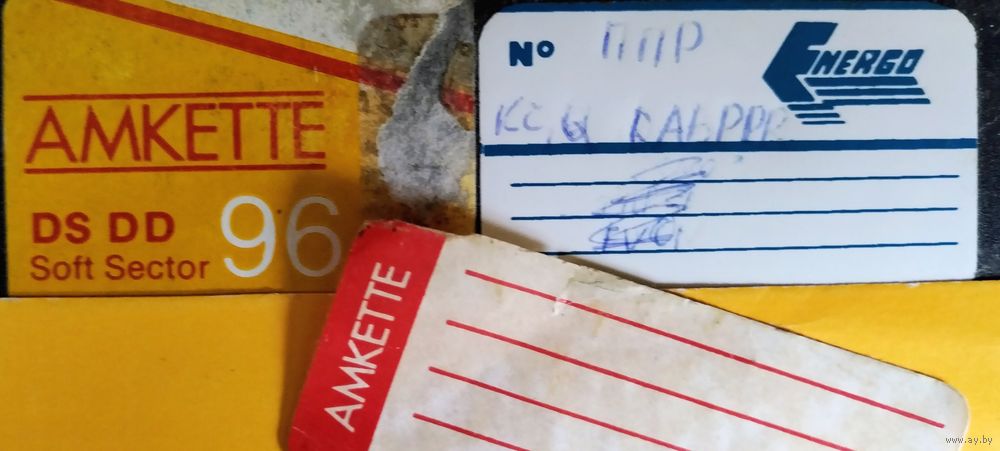 AMKETTE
DS DD 96
Soft Sector
№ ППР
ENERGO
AMKETTE
www.ay.by